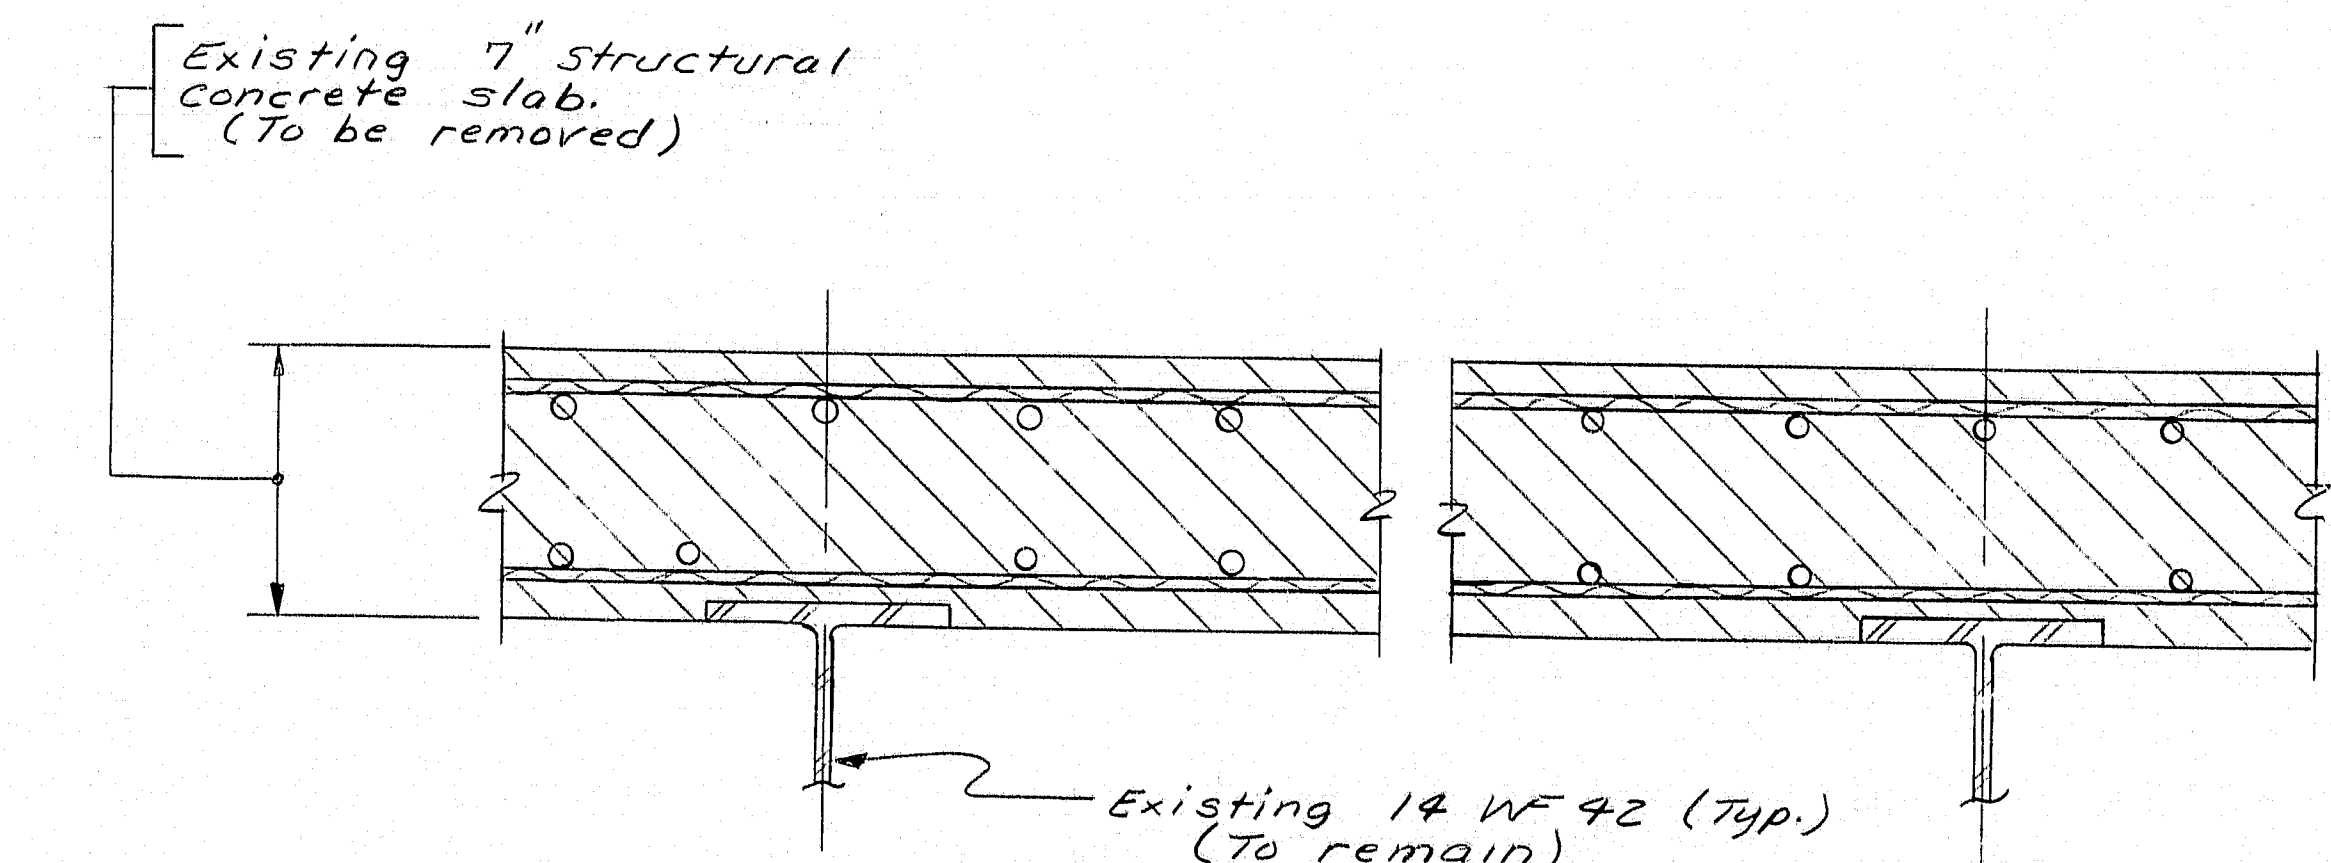 Existing 7" structural
concrete slab.
(To be removed)
Existing 14 WF 42 (Typ.)
(To remain)